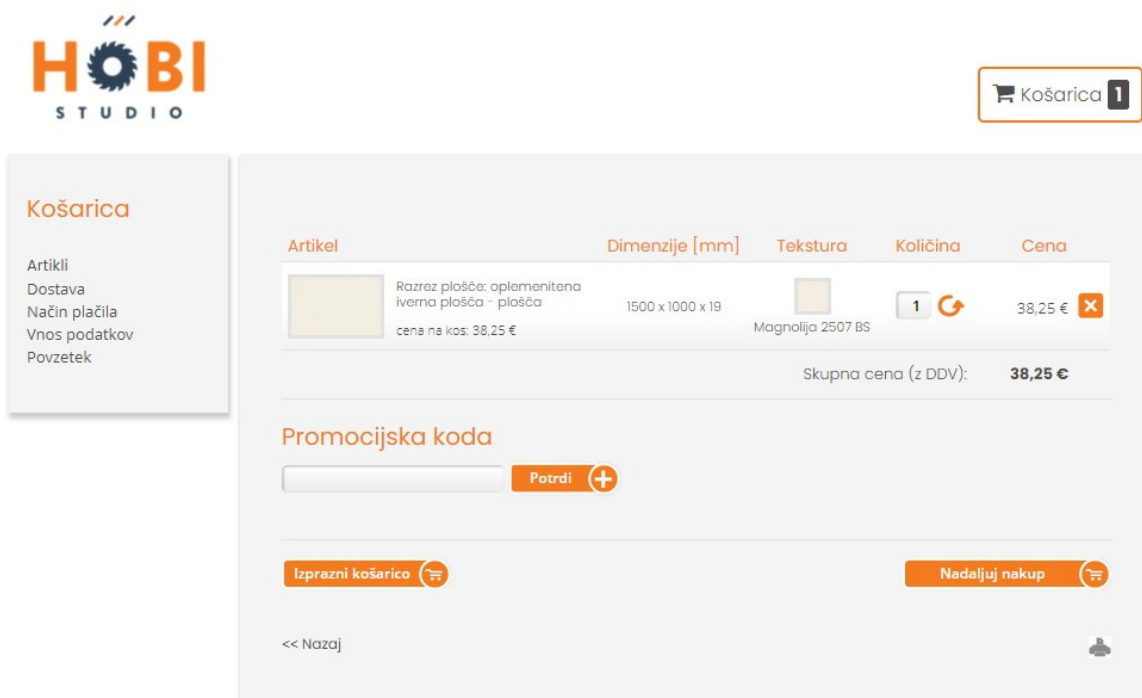 HOBI
STUDIO
Košarica 1
Košarica
Artikli
Dostava
Način plačila
Vnos podatkov
Povzetek
Artikel Dimenzije [mm] Tekstura Količina Cena
Razrez plošče: oplemenitena
iverna plošča - plošča
cena na kos: 38,25 €
1500 x 1000 x 19
Magnolija 2507 BS
1
38,25 €
Skupna cena (z DDV): 38,25 €
Promocijska koda
Potrdi
Izprazni košarico
Nadaljuj nakup
<< Nazaj